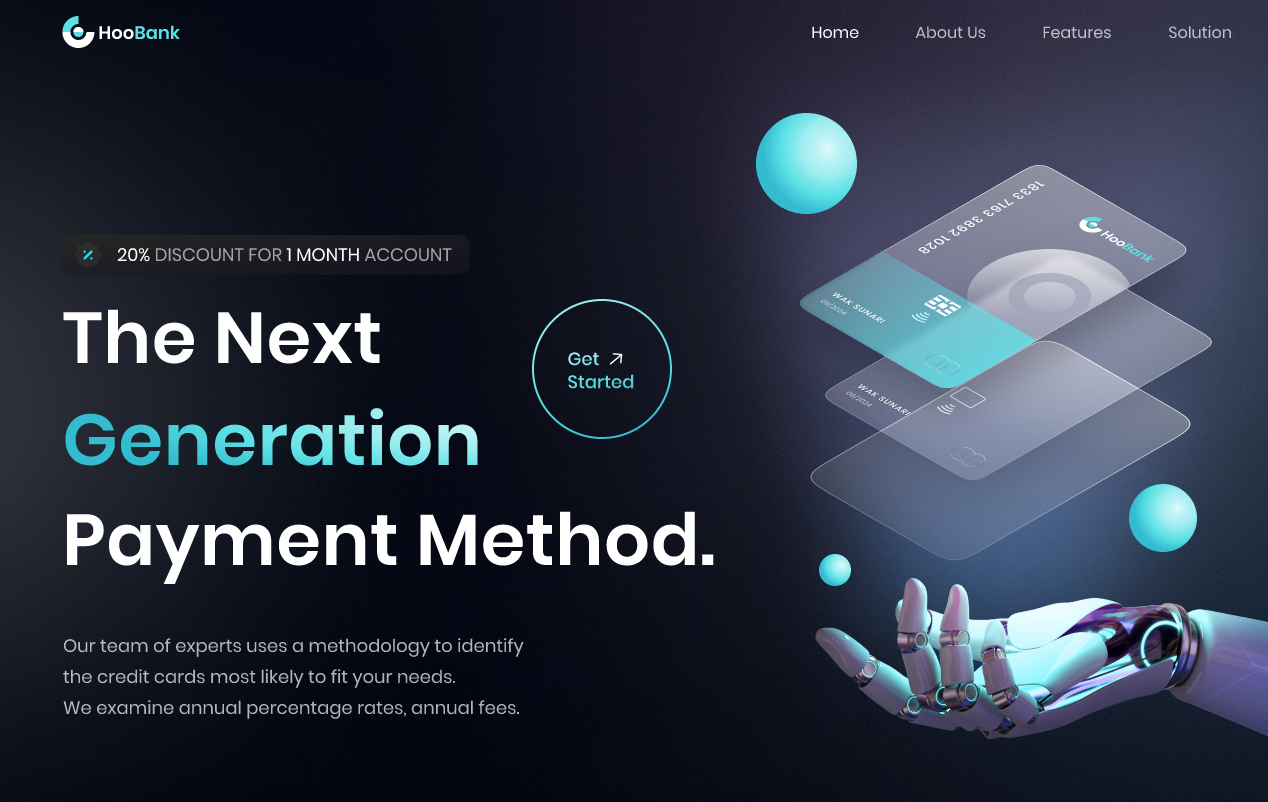 HooBank
Home
About Us
Features
Solution
20% DISCOUNT FOR 1 MONTH ACCOUNT
The Next
Generation
Payment Method.
Get
Started
Our team of experts uses a methodology to identify
the credit cards most likely to fit your needs.
We examine annual percentage rates, annual fees.
1833 7163 3892 1028
HooBank
WAK SUNARI
06/2024
WAK SUNARI
06/2024